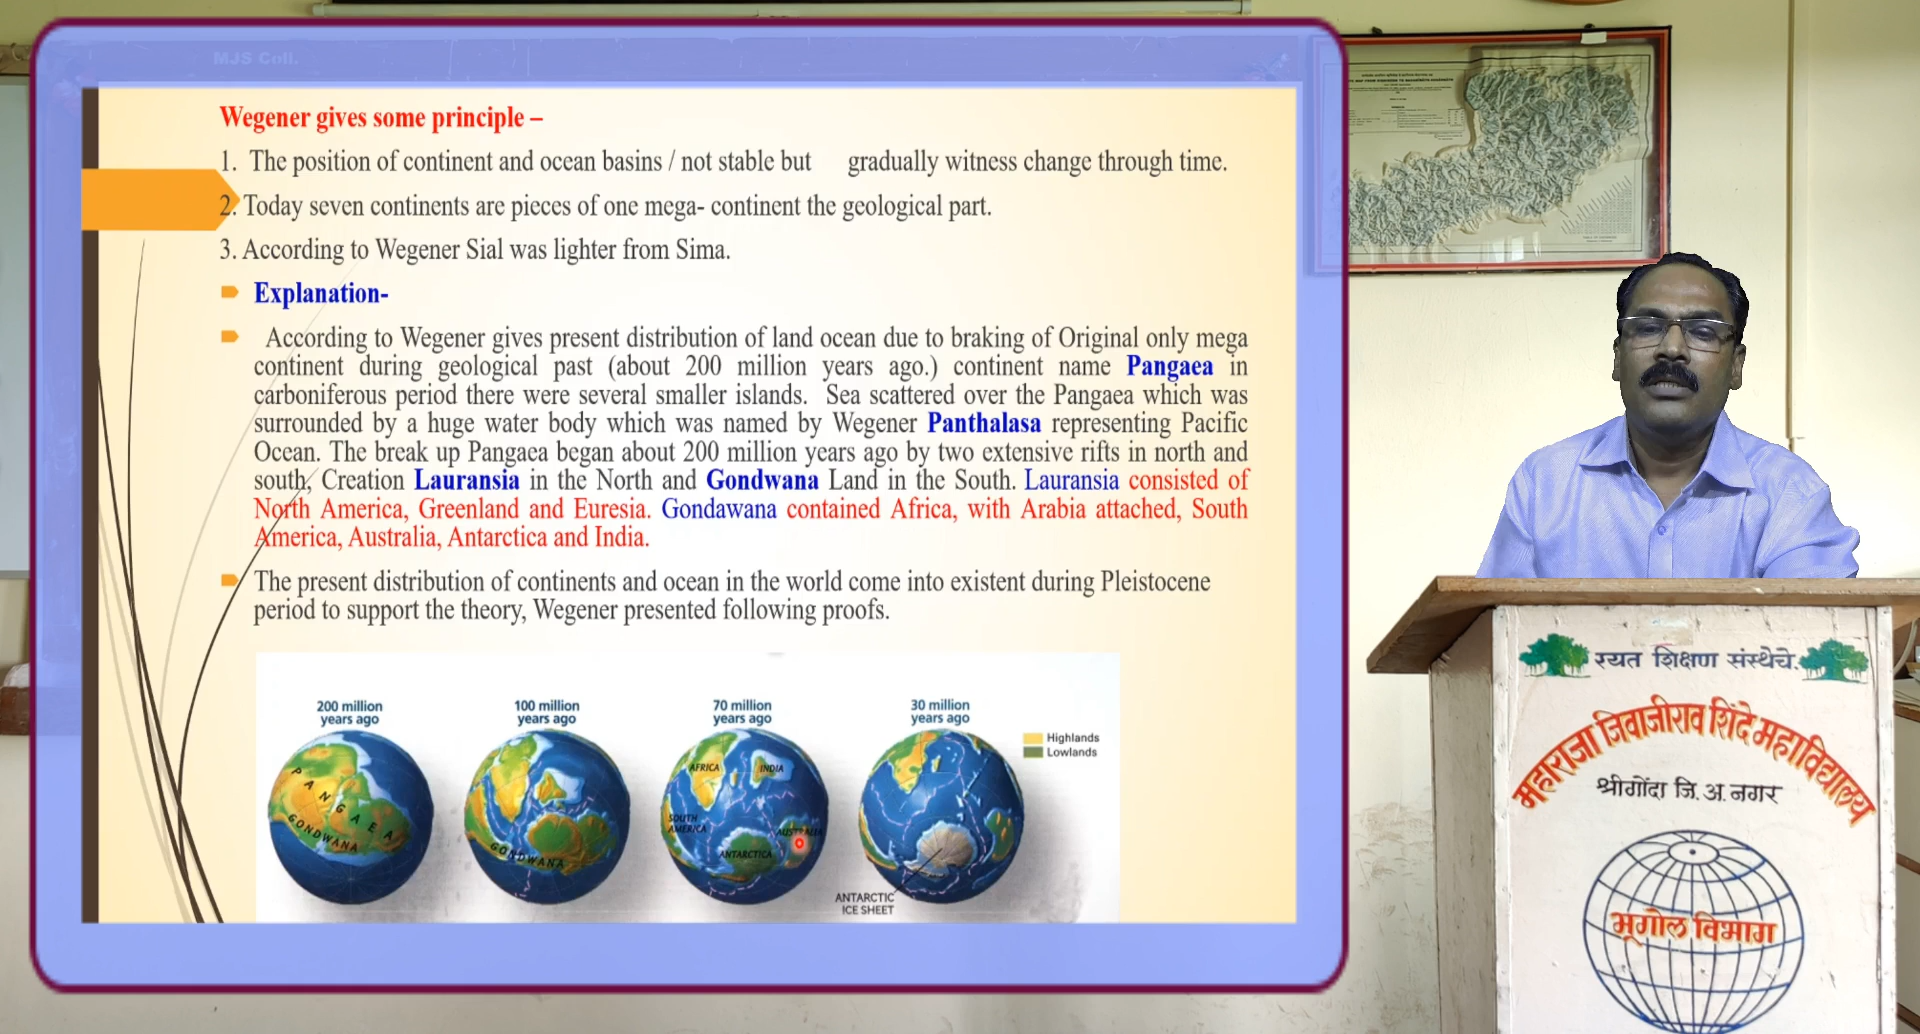 MJS Coll.
Wegener gives some principle –
1. The position of continent and ocean basins / not stable but gradually witness change through time.
2. Today seven continents are pieces of one mega- continent the geological part.
3. According to Wegener Sial was lighter from Sima.
Explanation-
According to Wegener gives present distribution of land ocean due to braking of Original only mega
continent during geological past (about 200 million years ago.) continent name Pangaea in
carboniferous period there were several smaller islands. Sea scattered over the Pangaea which was
surrounded by a huge water body which was named by Wegener Panthalasa representing Pacific
Ocean. The break up Pangaea began about 200 million years ago by two extensive rifts in north and
south, Creation Lauransia in the North and Gondwana Land in the South. Lauransia consisted of
North America, Greenland and Euresia. Gondawana contained Africa, with Arabia attached, South
America, Australia, Antarctica and India.
The present distribution of continents and ocean in the world come into existent during Pleistocene
period to support the theory, Wegener presented following proofs.
200 million
years ago
PANGAEA
GONDWANA
100 million
years ago
GONDWANA
70 million
years ago
AFRICA
INDIA
SOUTH
AMERICA
AUSTRALIA
ANTARCTICA
30 million
years ago
ANTARCTIC
ICE SHEET
Highlands
Lowlands
रयत शिक्षण संस्थेचे.
महाराजा जिवाजीराव शिंदे महाविद्यालय
श्रीगोंदा जि. अ. नगर
भूगोल विभाग